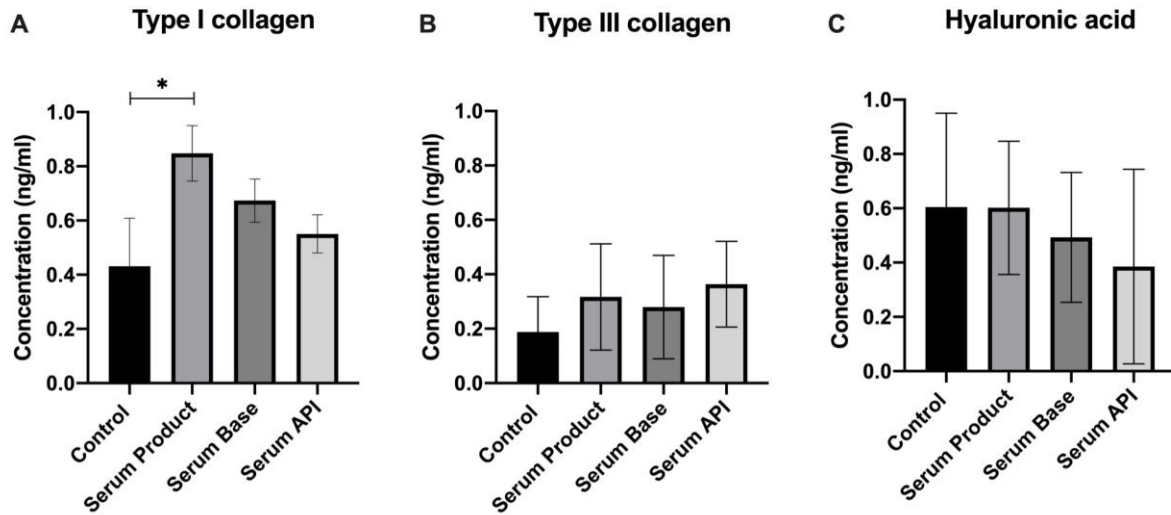 A Type I collagen
*
Concentration (ng/ml)
1.0
0.8
0.6
0.4
0.2
0.0
Control
Serum Product
Serum Base
Serum API
B Type III collagen
Concentration (ng/ml)
1.0
0.8
0.6
0.4
0.2
0.0
Control
Serum Product
Serum Base
Serum API
C Hyaluronic acid
Concentration (ng/ml)
1.0
0.8
0.6
0.4
0.2
0.0
Control
Serum Product
Serum Base
Serum API